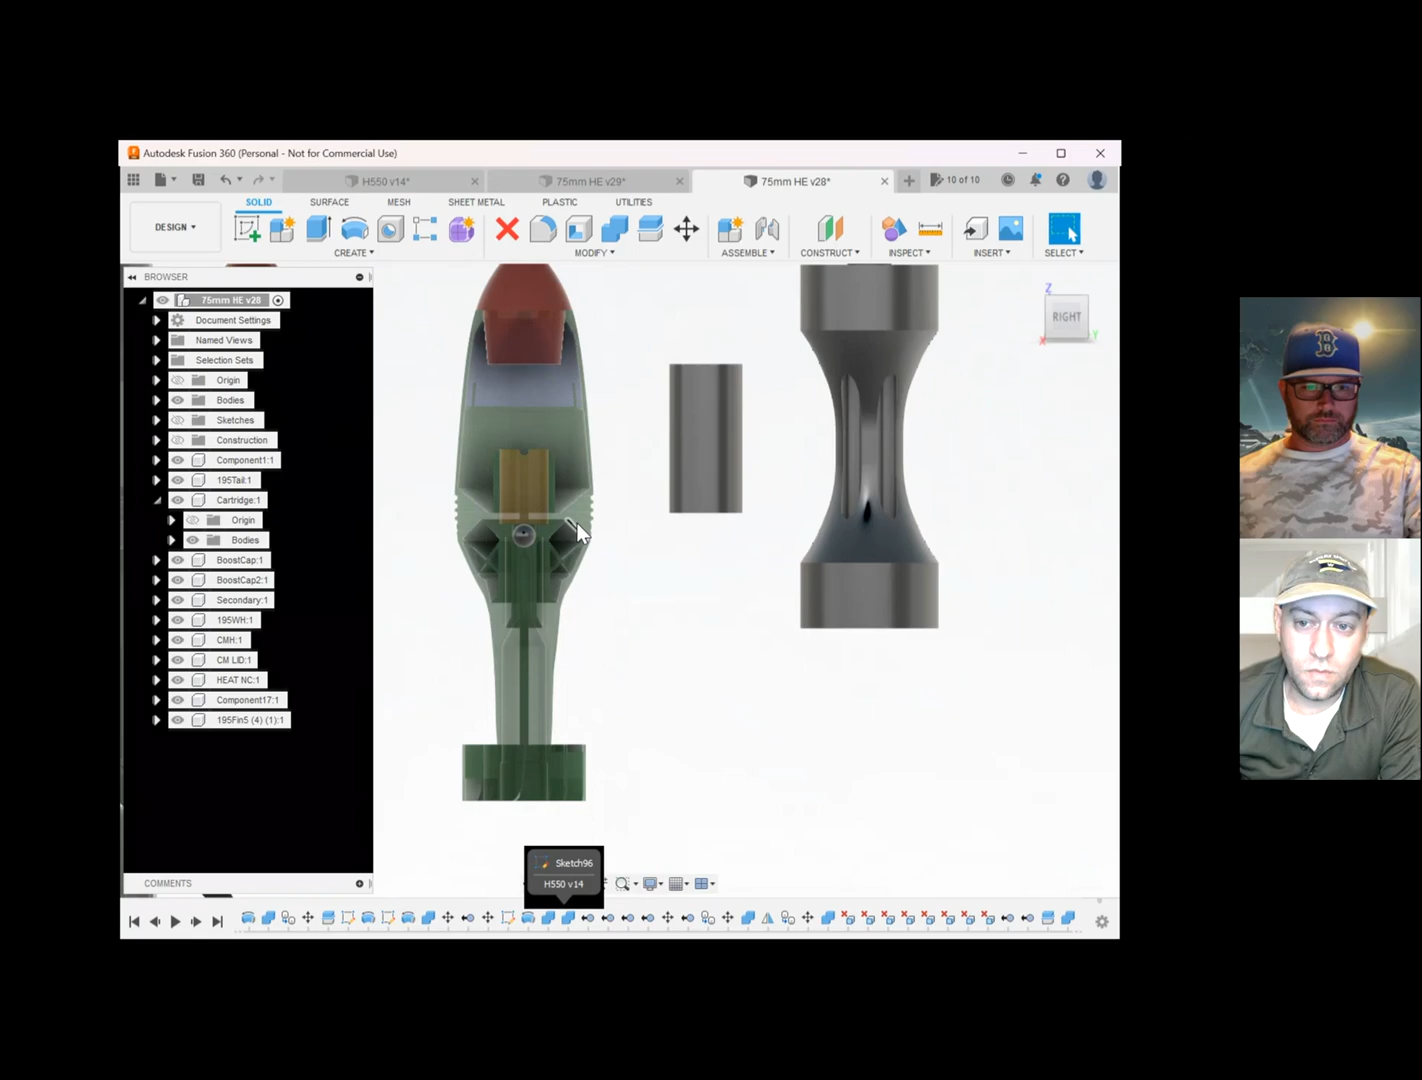 Autodesk Fusion 360 (Personal - Not for Commercial Use)
H550 v14*
75mm HE v29*
75mm HE v28*
10 of 10
SOLID
SURFACE
MESH
SHEET METAL
PLASTIC
UTILITIES
DESIGN
CREATE
MODIFY
ASSEMBLE
CONSTRUCT
INSPECT
INSERT
SELECT
BROWSER
75mm HE v28
Document Settings
Named Views
Selection Sets
Origin
Bodies
Sketches
Construction
Component1:1
195Tail:1
Cartridge:1
Origin
Bodies
BoostCap:1
BoostCap2:1
Secondary:1
195WH:1
CMH:1
CM LID:1
HEAT NC:1
Component17:1
195Fin5 (4) (1):1
Z
RIGHT
X
Y
B
Sketch96
H550 v14
COMMENTS